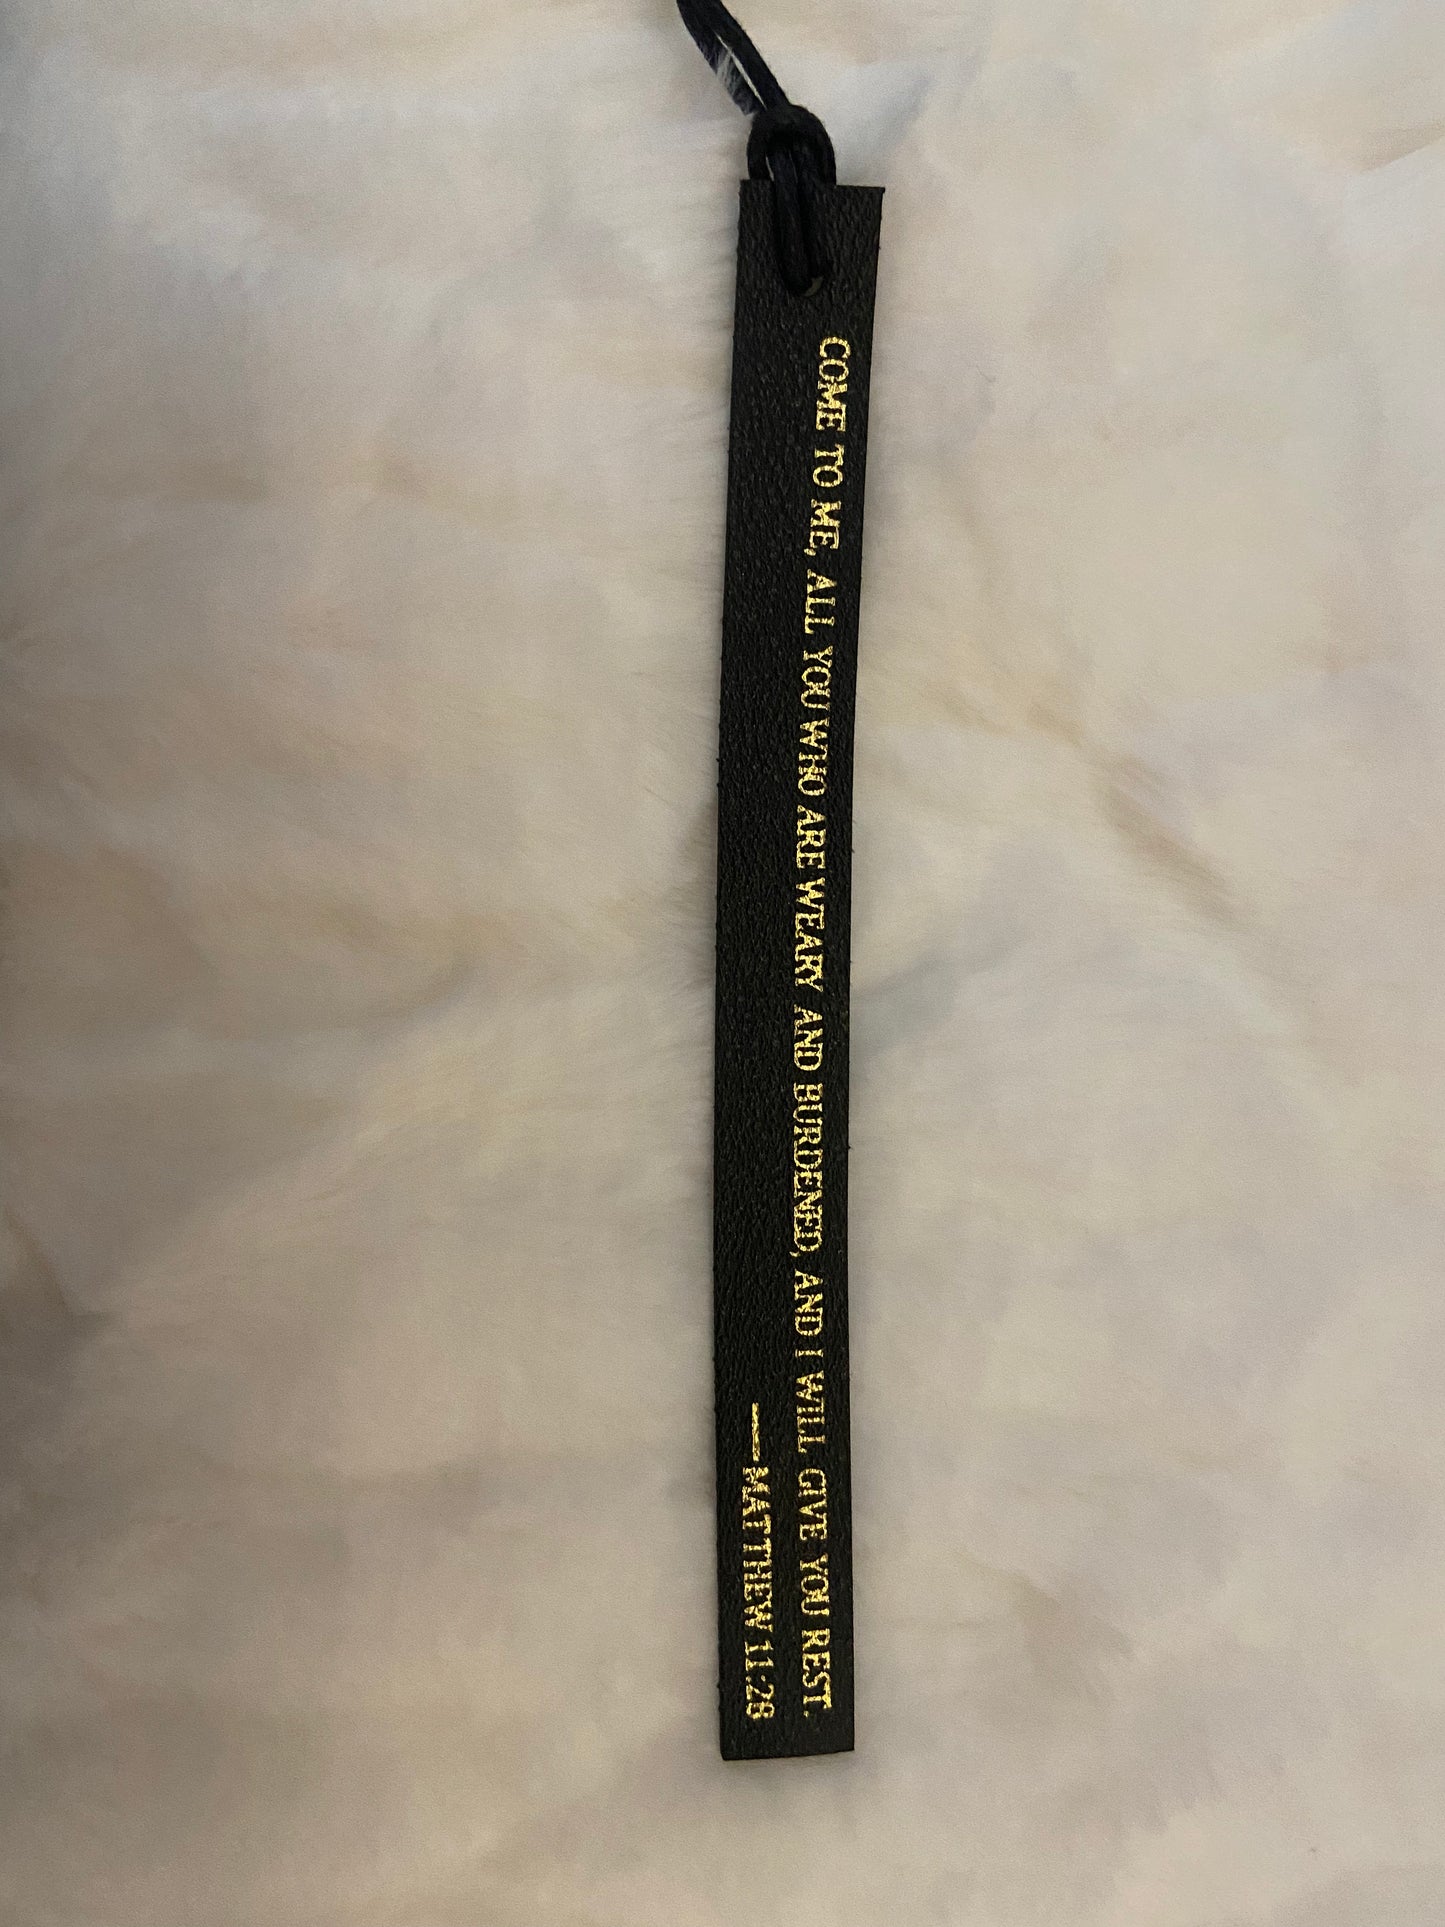 COME TO ME, ALL YOU WHO ARE WEARY AND BURDENED, AND I WILL GIVE YOU REST.
—MATTHEW 11:28